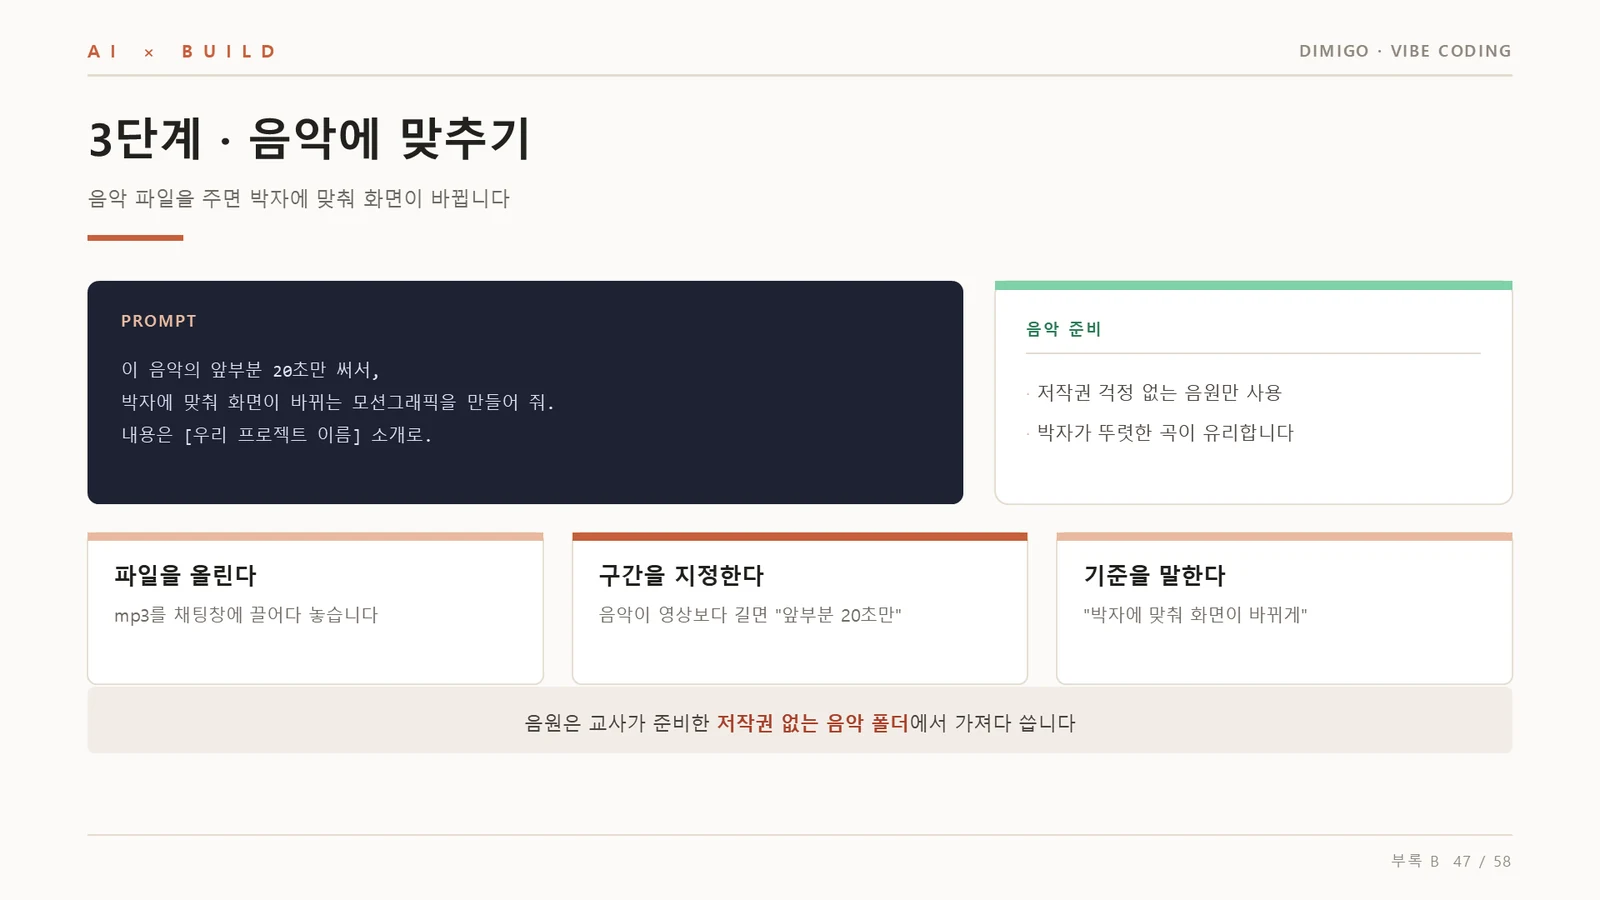 AI × BUILD
DIMIGO · VIBE CODING
3단계 · 음악에 맞추기
음악 파일을 주면 박자에 맞춰 화면이 바뀝니다
PROMPT
이 음악의 앞부분 20초만 써서,
박자에 맞춰 화면이 바뀌는 모션그래픽을 만들어 줘.
내용은 [우리 프로젝트 이름] 소개로.
음악 준비
· 저작권 걱정 없는 음원만 사용
· 박자가 뚜렷한 곡이 유리합니다
파일을 올린다
mp3를 채팅창에 끌어다 놓습니다
구간을 지정한다
음악이 영상보다 길면 "앞부분 20초만"
기준을 말한다
"박자에 맞춰 화면이 바뀌게"
음원은 교사가 준비한 저작권 없는 음악 폴더에서 가져다 씁니다
부록 B 47 / 58